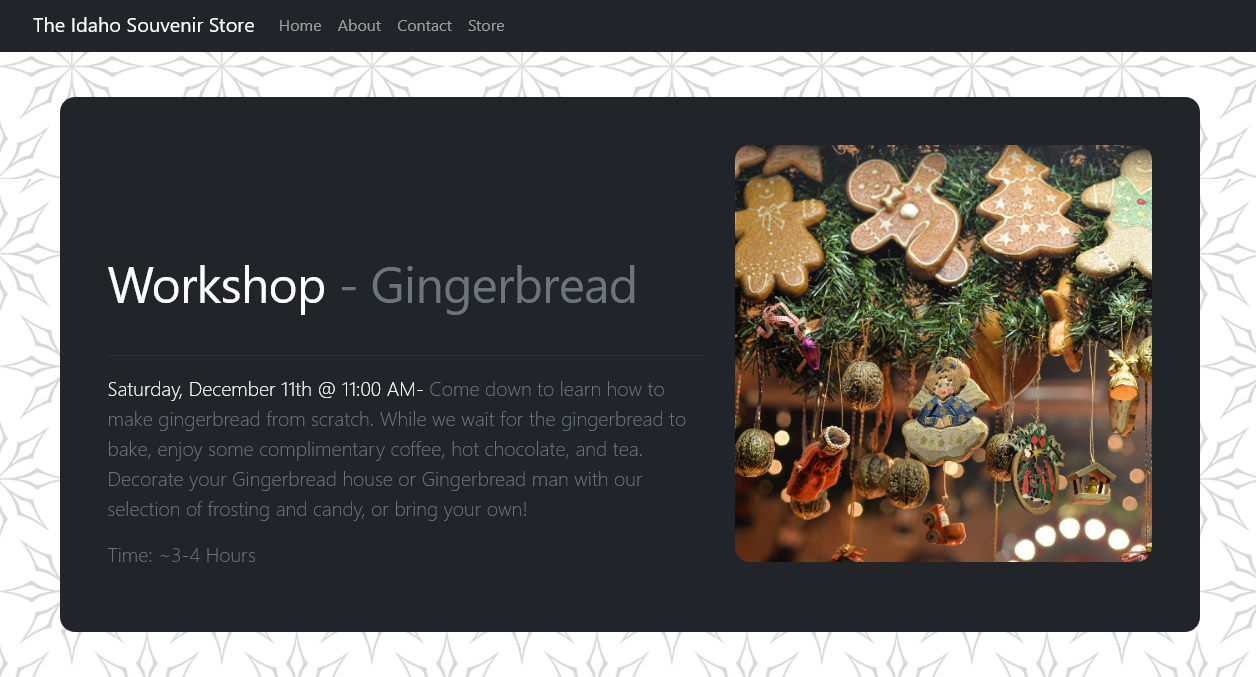 The Idaho Souvenir Store Home About Contact Store
Workshop - Gingerbread
Saturday, December 11th @ 11:00 AM- Come down to learn how to
make gingerbread from scratch. While we wait for the gingerbread to
bake, enjoy some complimentary coffee, hot chocolate, and tea.
Decorate your Gingerbread house or Gingerbread man with our
selection of frosting and candy, or bring your own!
Time: ~3-4 Hours